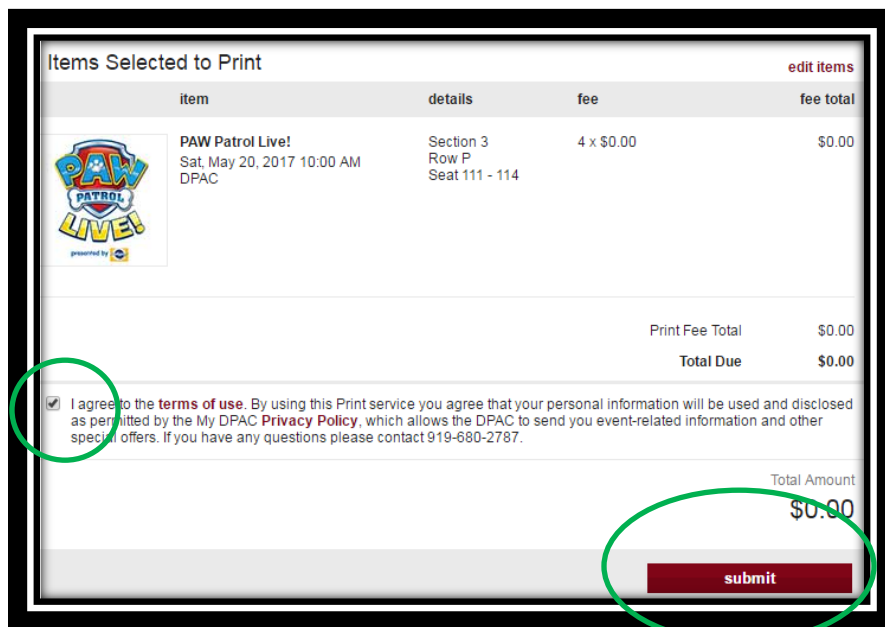 Items Selected to Print
edit items
item details fee fee total
PAW Patrol Live! Section 3 4 x $0.00 $0.00
Sat, May 20, 2017 10:00 AM Row P
DPAC Seat 111 - 114
PAW
PATROL
LIVE!
presented by
Print Fee Total $0.00
Total Due $0.00
I agree to the terms of use. By using this Print service you agree that your personal information will be used and disclosed
as permitted by the My DPAC Privacy Policy, which allows the DPAC to send you event-related information and other
special offers. If you have any questions please contact 919-680-2787.
Total Amount
$0.00
submit